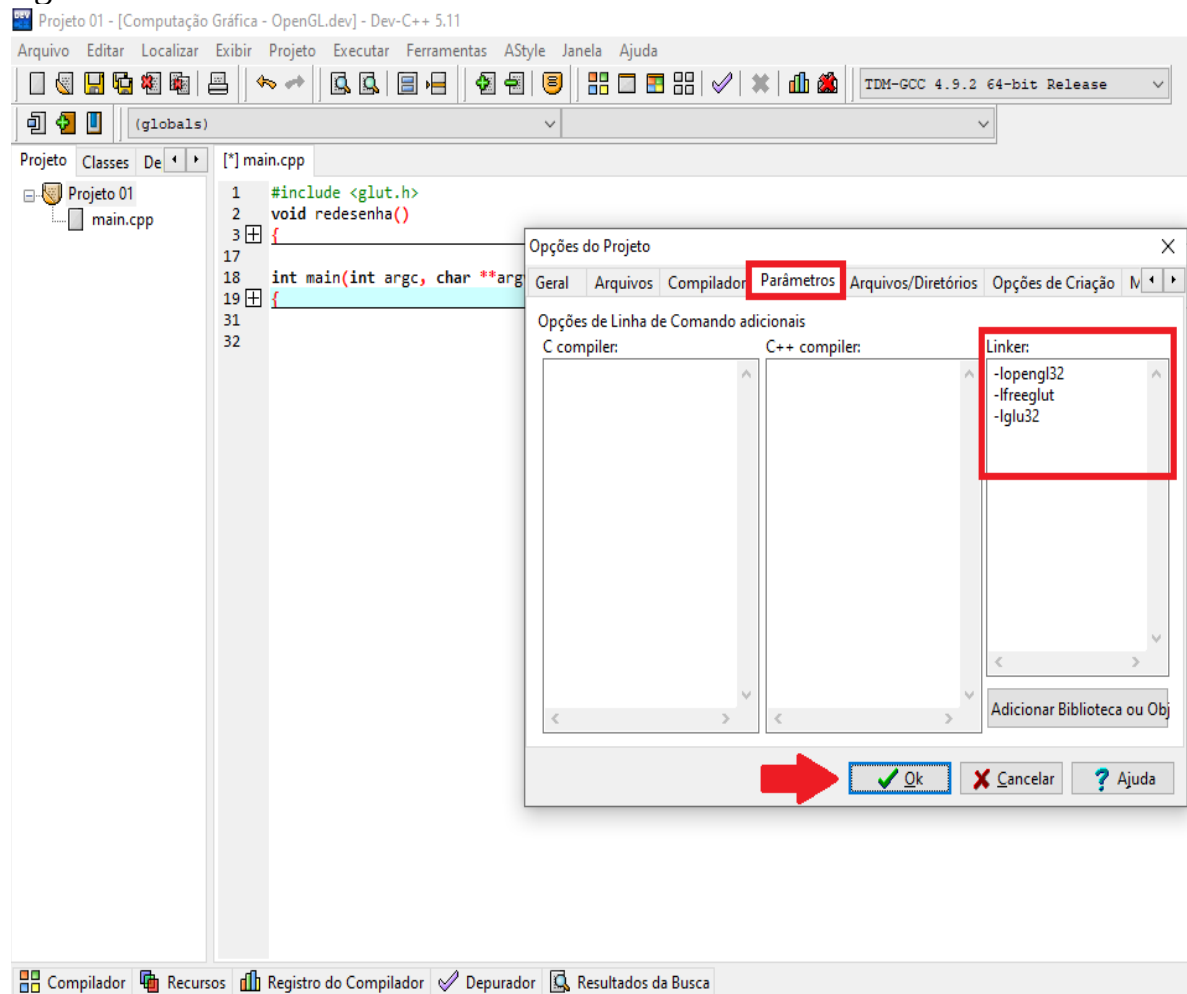 Projeto 01 - [Computação Gráfica - OpenGL.dev] - Dev-C++ 5.11
Arquivo Editar Localizar Exibir Projeto Executar Ferramentas AStyle Janela Ajuda
TDM-GCC 4.9.2 64-bit Release
(globals)
Projeto Classes De
[*] main.cpp
Projeto 01
main.cpp
1 #include <glut.h>
2 void redesenha()
3 {
17
18 int main(int argc, char **arg
19 {
31
32
Opções do Projeto
Geral Arquivos Compilador Parâmetros Arquivos/Diretórios Opções de Criação
Opções de Linha de Comando adicionais
C compiler: C++ compiler: Linker:
-lopengl32
-lfreeglut
-lglu32
Adicionar Biblioteca ou Obj
Ok Cancelar Ajuda
Compilador Recursos Registro do Compilador Depurador Resultados da Busca